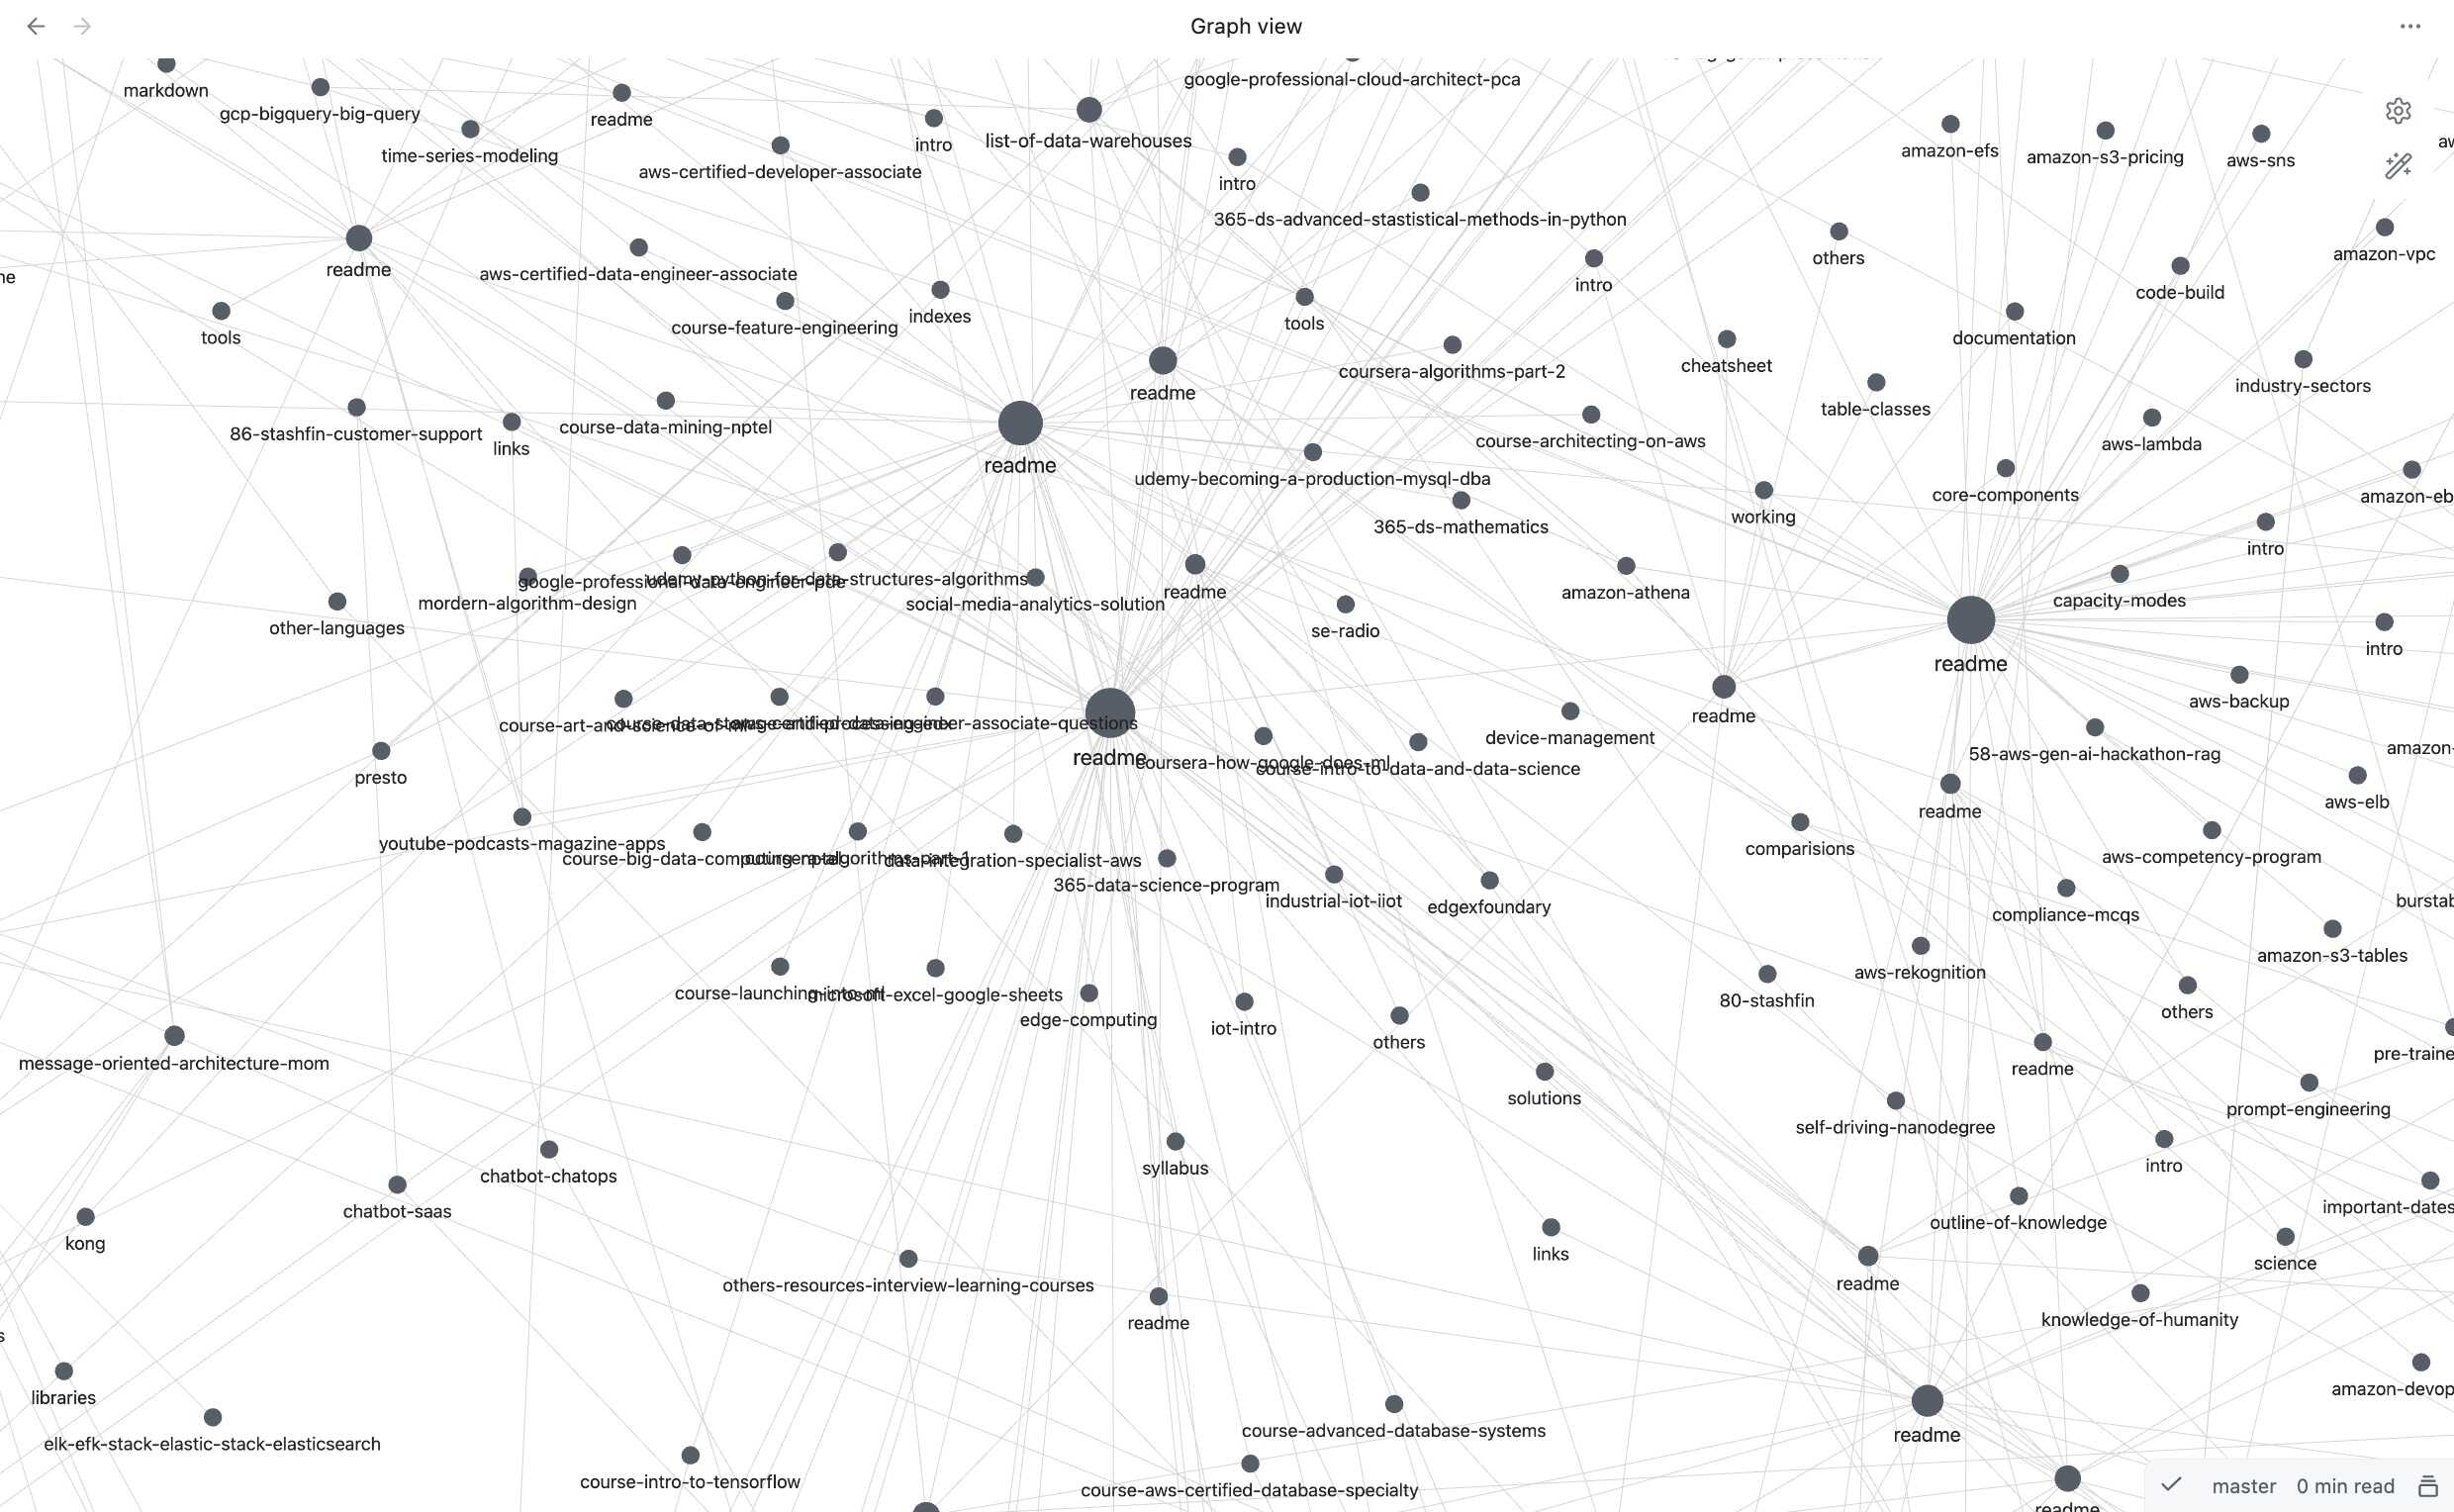 Graph view
google-professional-cloud-architect-pca
markdown
gcp-bigquery-big-query
readme
time-series-modeling
intro
list-of-data-warehouses
aws-certified-developer-associate
intro
amazon-efs
amazon-s3-pricing
aws-sns
365-ds-advanced-stastistical-methods-in-python
readme
aws-certified-data-engineer-associate
intro
others
amazon-vpc
code-build
tools
course-feature-engineering
indexes
tools
documentation
readme
coursera-algorithms-part-2
cheatsheet
industry-sectors
table-classes
86-stashfin-customer-support
links
course-data-mining-nptel
readme
course-architecting-on-aws
aws-lambda
udemy-becoming-a-production-mysql-dba
core-components
amazon-eb
365-ds-mathematics
working
intro
google-professional-data-engineer-pde
udemy-python-for-data-structures-algorithms
mordern-algorithm-design
social-media-analytics-solution
readme
amazon-athena
capacity-modes
other-languages
se-radio
intro
readme
aws-backup
readme
course-art-and-science-of-ml
course-data-storage-and-processing-edx
aws-certified-data-engineer-associate-questions
device-management
58-aws-gen-ai-hackathon-rag
amazon-
readme
coursera-how-google-does-ml
course-intro-to-data-and-data-science
presto
aws-elb
readme
youtube-podcasts-magazine-apps
course-big-data-computing-nptel
coursera-algorithms-part-1
data-integration-specialist-aws
comparisions
aws-competency-program
365-data-science-program
industrial-iot-iiot
edgexfoundary
burstab
compliance-mcqs
amazon-s3-tables
aws-rekognition
course-launching-into-ml
microsoft-excel-google-sheets
80-stashfin
edge-computing
iot-intro
others
others
message-oriented-architecture-mom
readme
pre-traine
solutions
prompt-engineering
self-driving-nanodegree
chatbot-chatops
syllabus
intro
chatbot-saas
important-dates
outline-of-knowledge
kong
links
science
others-resources-interview-learning-courses
readme
readme
knowledge-of-humanity
libraries
amazon-devop
course-advanced-database-systems
readme
elk-efk-stack-elastic-stack-elasticsearch
course-intro-to-tensorflow
course-aws-certified-database-specialty
master 0 min read
readme